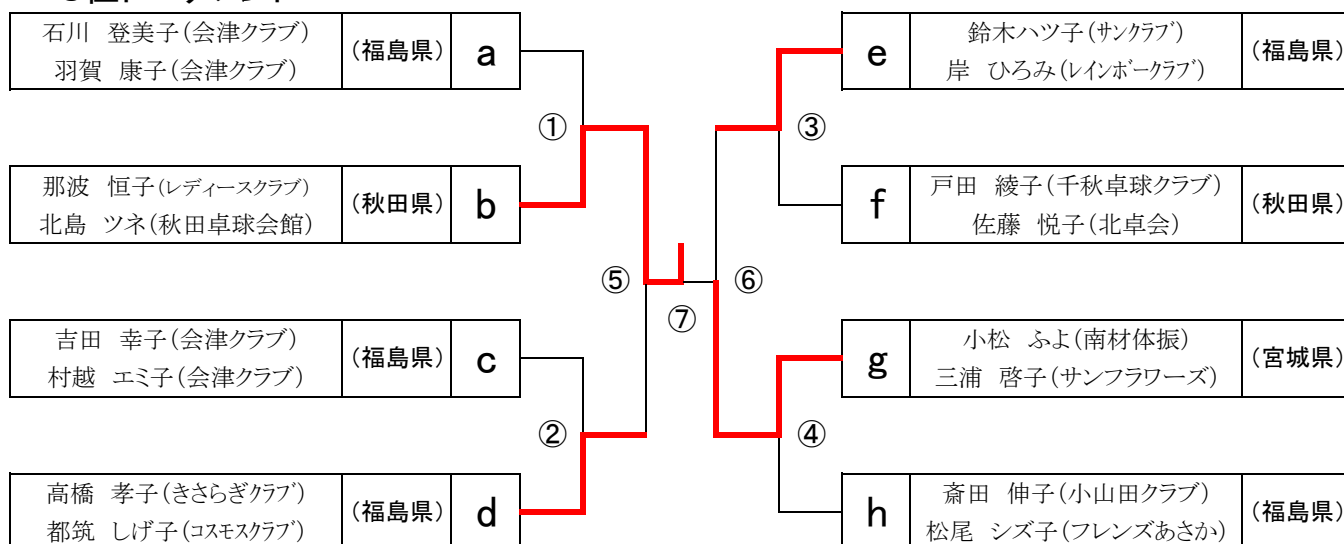 石川 登美子(会津クラブ)
羽賀 康子(会津クラブ)
(福島県)
a
①
那波 恒子(レディースクラブ)
北島 ツネ(秋田卓球会館)
(秋田県)
b
⑤
吉田 幸子(会津クラブ)
村越 エミ子(会津クラブ)
(福島県)
c
②
高橋 孝子(きさらぎクラブ)
都筑 しげ子(コスモスクラブ)
(福島県)
d
⑦
e
鈴木ハツ子(サンクラブ)
岸 ひろみ(レインボークラブ)
(福島県)
③
f
戸田 綾子(千秋卓球クラブ)
佐藤 悦子(北卓会)
(秋田県)
⑥
g
小松 ふよ(南材体振)
三浦 啓子(サンフラワーズ)
(宮城県)
④
h
斎田 伸子(小山田クラブ)
松尾 シズ子(フレンズあさか)
(福島県)